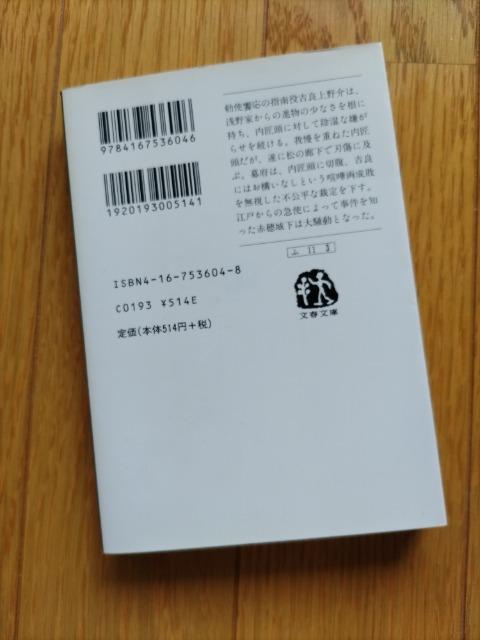 9784167536046
1920193005141
ISBN4-16-753604-8
C0193 ¥514E
定価(本体514円+税)
勅使饗応の指南役吉良上野介は、
浅野家からの進物の少なさを根に
持ち、内匠頭に対して陰湿な嫌が
らせを続ける。我慢を重ねた内匠
頭だが、遂に松の廊下で刃傷に及
ぶ。幕府は、内匠頭に切腹、吉良
にはお構いなしという喧嘩両成敗
を無視した不公平な裁定を下す。
江戸からの急使によって事件を知
った赤穂城下は大騒動となった。
ふ 11 3
文春文庫